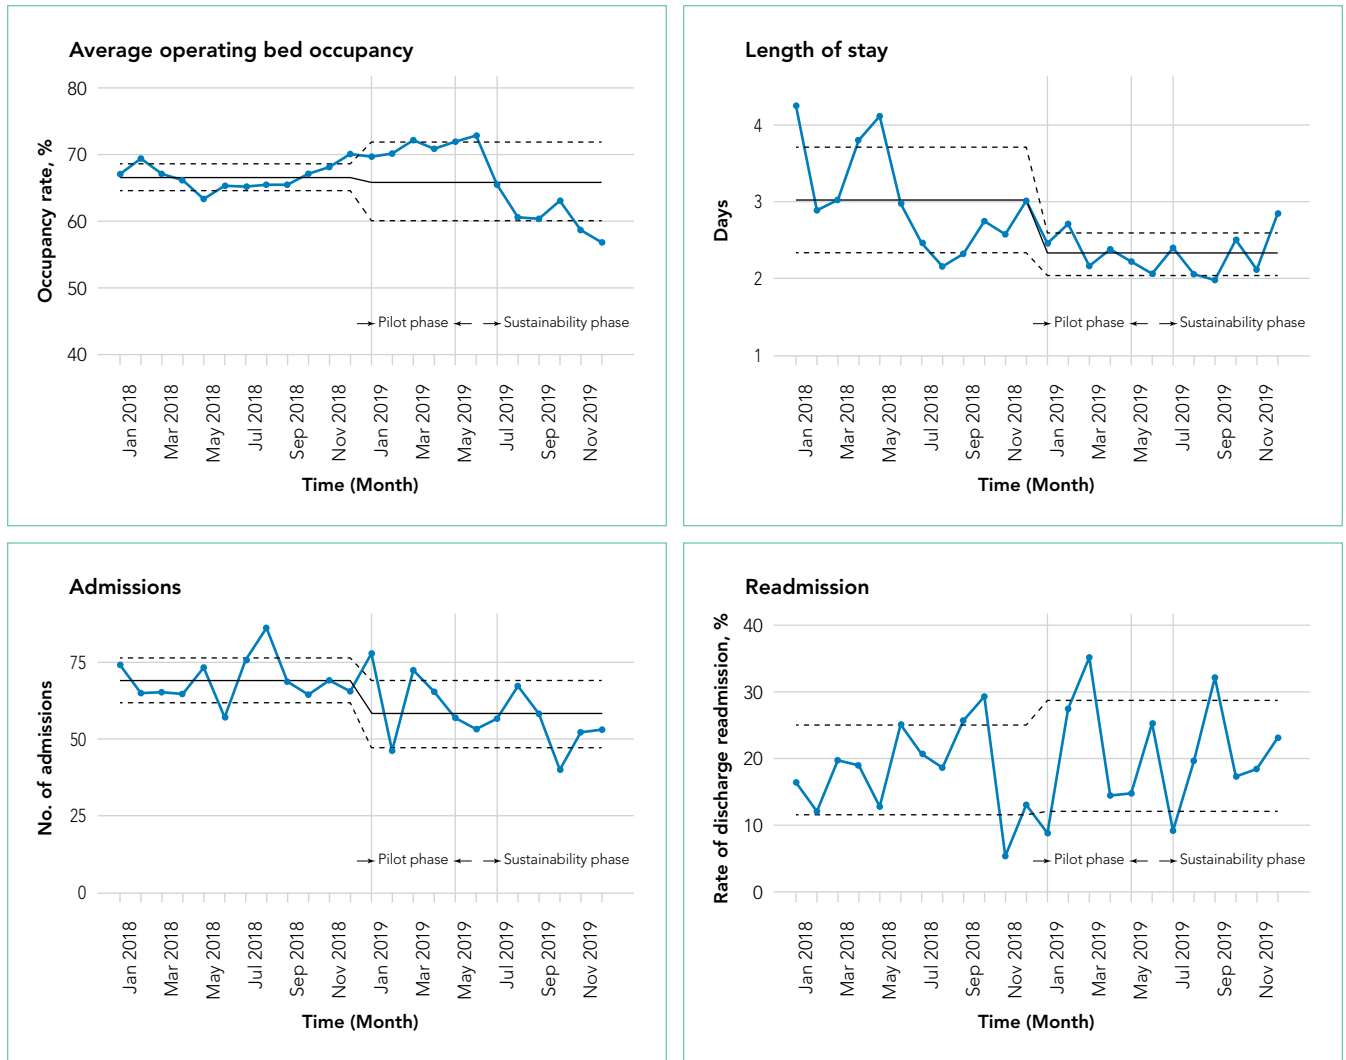 Average operating bed occupancy
Occupancy rate, %
80
70
60
50
40
Pilot phase
Sustainability phase
Jan 2018
Mar 2018
May 2018
Jul 2018
Sep 2018
Nov 2018
Jan 2019
Mar 2019
May 2019
Jul 2019
Sep 2019
Nov 2019
Time (Month)
Length of stay
Days
4
3
2
1
Pilot phase
Sustainability phase
Jan 2018
Mar 2018
May 2018
Jul 2018
Sep 2018
Nov 2018
Jan 2019
Mar 2019
May 2019
Jul 2019
Sep 2019
Nov 2019
Time (Month)
Admissions
No. of admissions
75
50
25
0
Pilot phase
Sustainability phase
Jan 2018
Mar 2018
May 2018
Jul 2018
Sep 2018
Nov 2018
Jan 2019
Mar 2019
May 2019
Jul 2019
Sep 2019
Nov 2019
Time (Month)
Readmission
Rate of discharge readmission, %
40
30
20
10
0
Pilot phase
Sustainability phase
Jan 2018
Mar 2018
May 2018
Jul 2018
Sep 2018
Nov 2018
Jan 2019
Mar 2019
May 2019
Jul 2019
Sep 2019
Nov 2019
Time (Month)